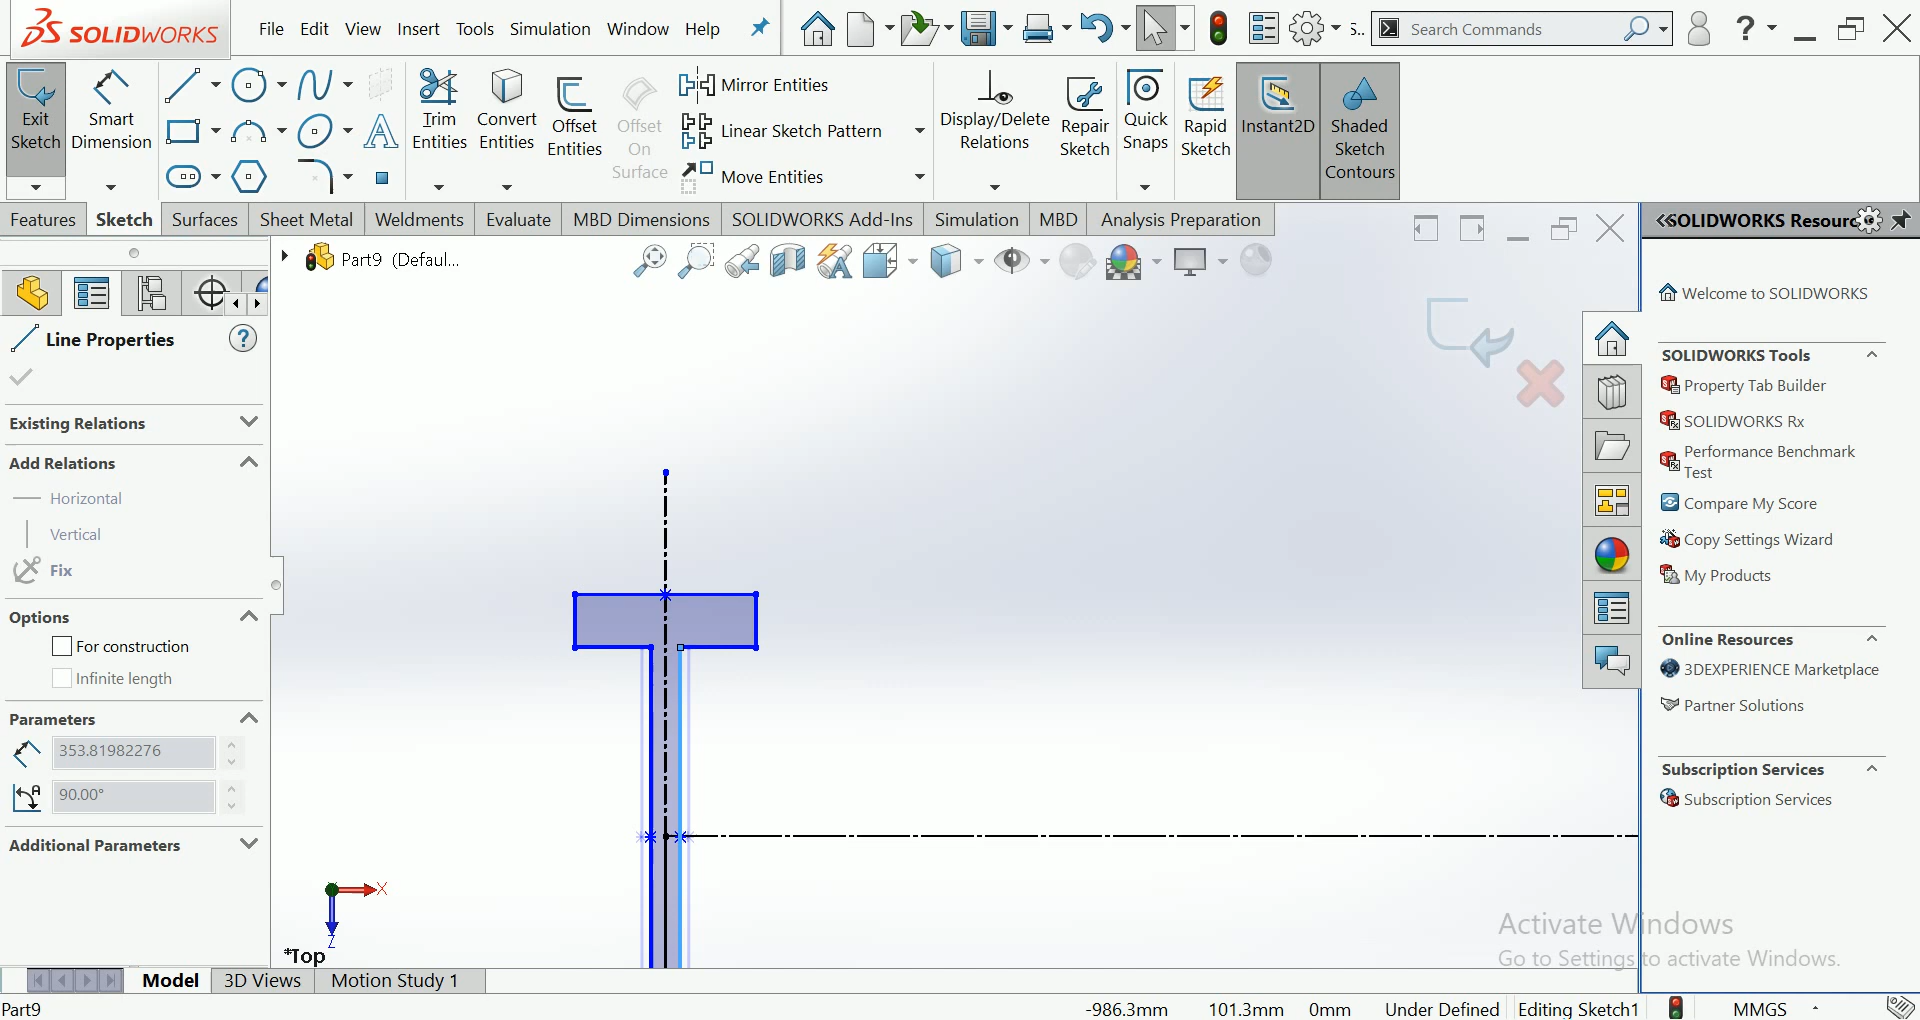 SOLIDWORKS
File Edit View Insert Tools Simulation Window Help
S..
Search Commands
?
Exit Sketch
Smart Dimension
Trim Entities
Convert Entities
Offset Entities
Offset On Surface
Mirror Entities
Linear Sketch Pattern
Move Entities
Display/Delete Relations
Repair Sketch
Quick Snaps
Rapid Sketch
Instant2D
Shaded Sketch Contours
Features Sketch Surfaces Sheet Metal Weldments Evaluate MBD Dimensions SOLIDWORKS Add-Ins Simulation MBD Analysis Preparation
SOLIDWORKS Resourc
Part9 (Defaul...
Line Properties
?
Existing Relations
Add Relations
Horizontal
Vertical
Fix
Options
For construction
Infinite length
Parameters
353.81982276
90.00°
Additional Parameters
X
Z
*Top
Welcome to SOLIDWORKS
SOLIDWORKS Tools
Property Tab Builder
SOLIDWORKS Rx
Performance Benchmark
Test
Compare My Score
Copy Settings Wizard
My Products
Online Resources
3DEXPERIENCE Marketplace
Partner Solutions
Subscription Services
Subscription Services
Activate Windows
Go to Settings to activate Windows.
Model 3D Views Motion Study 1
Part9
-986.3mm 101.3mm 0mm Under Defined Editing Sketch1 MMGS